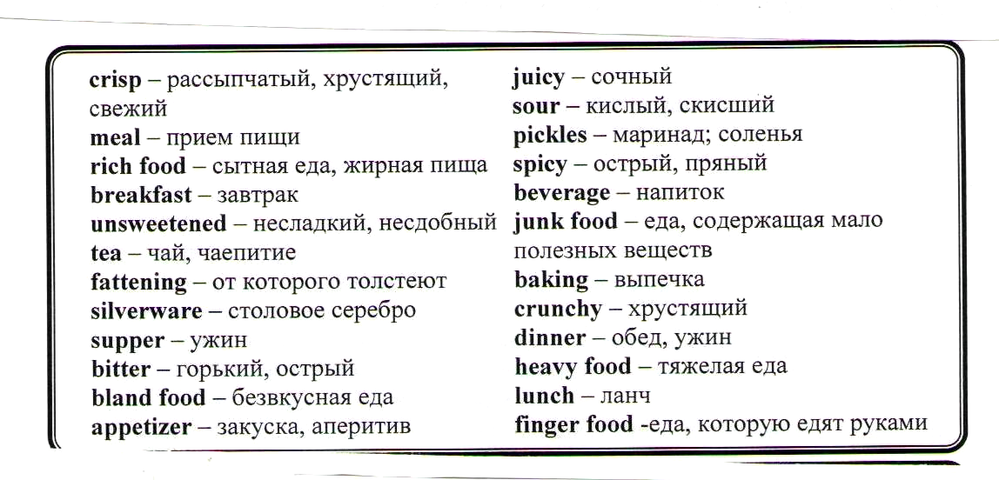 crisp – рассыпчатый, хрустящий,
свежий
meal – прием пищи
rich food – сытная еда, жирная пища
breakfast – завтрак
unsweetened – несладкий, несдобный
tea – чай, чаепитие
fattening – от которого толстеют
silverware – столовое серебро
supper – ужин
bitter – горький, острый
bland food – безвкусная еда
appetizer – закуска, аперитив
juicy – сочный
sour – кислый, скисший
pickles – маринад; соленья
spicy – острый, пряный
beverage – напиток
junk food – еда, содержащая мало
полезных веществ
baking – выпечка
crunchy – хрустящий
dinner – обед, ужин
heavy food – тяжелая еда
lunch – ланч
finger food -еда, которую едят руками